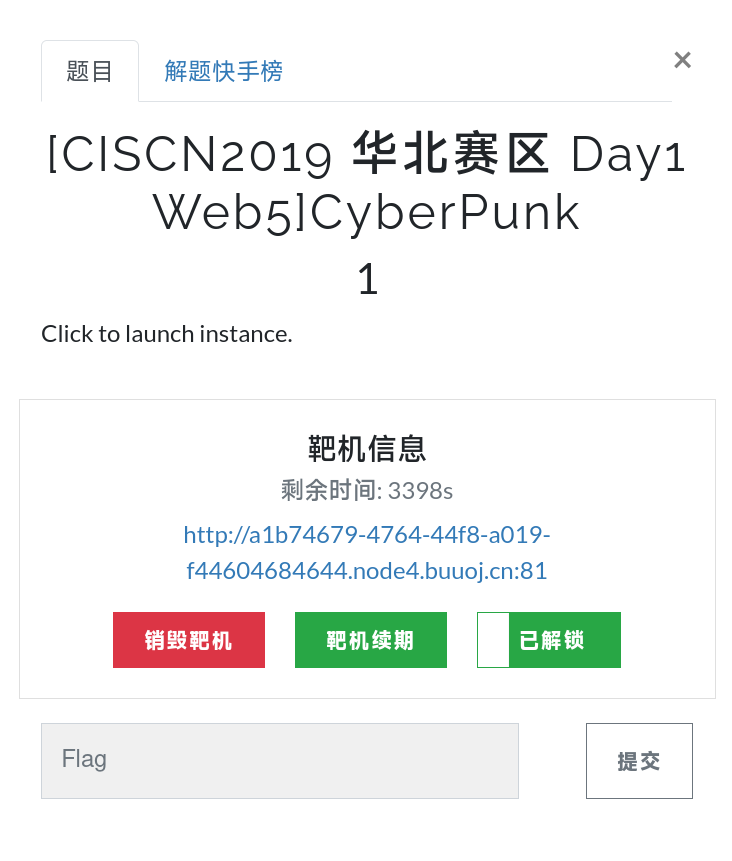 题目 解题快手榜 ×
[CISCN2019 华北赛区 Day1
Web5]CyberPunk
1
Click to launch instance.
靶机信息
剩余时间: 3398s
http://a1b74679-4764-44f8-a019-
f44604684644.node4.buuoj.cn:81
销毁靶机 靶机续期 已解锁
Flag 提交